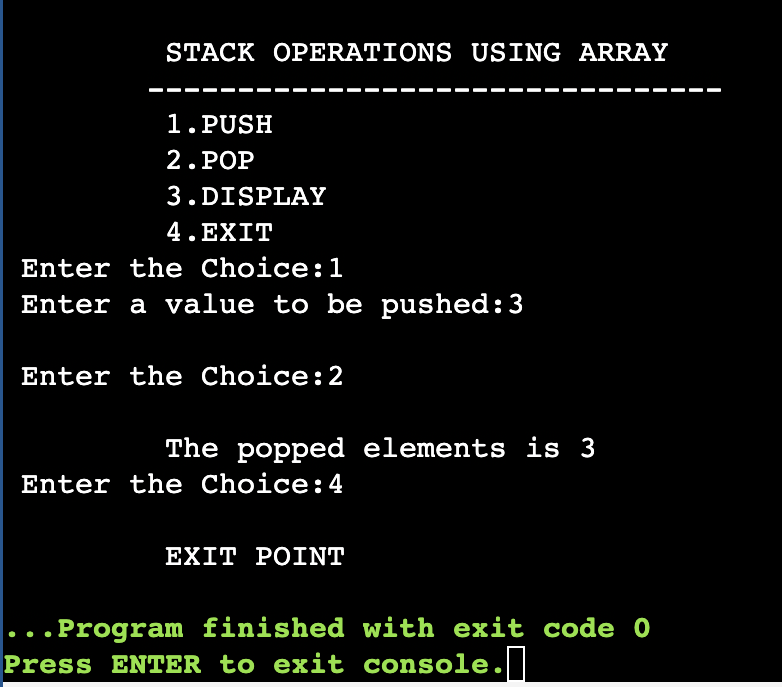 STACK OPERATIONS USING ARRAY
--------------------------------
1.PUSH
2.POP
3.DISPLAY
4.EXIT
Enter the Choice:1
Enter a value to be pushed:3
Enter the Choice:2
The popped elements is 3
Enter the Choice:4
EXIT POINT
...Program finished with exit code 0
Press ENTER to exit console.